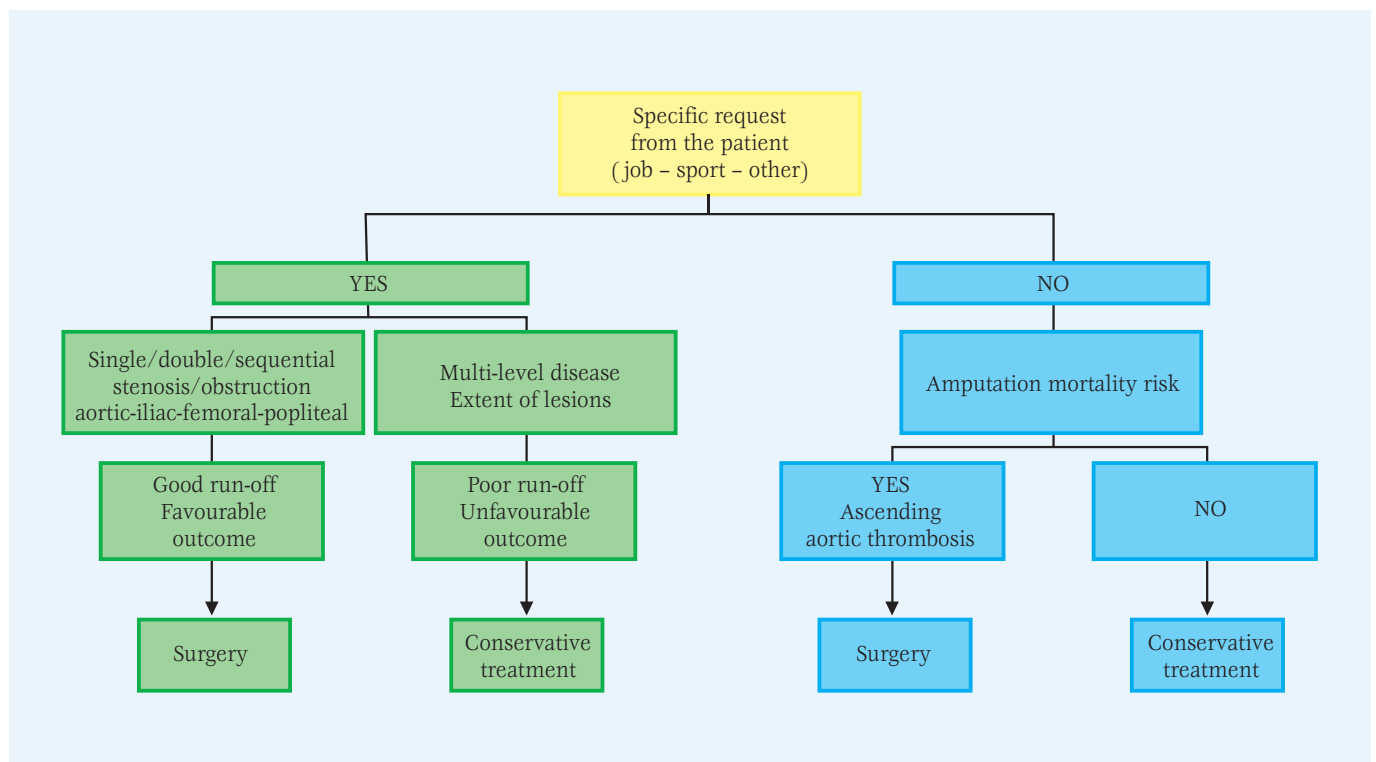 Specific request
from the patient
( job – sport – other)
YES
NO
Single/double/sequential
stenosis/obstruction
aortic-iliac-femoral-popliteal
Multi-level disease
Extent of lesions
Amputation mortality risk
Good run-off
Favourable
outcome
Poor run-off
Unfavourable
outcome
YES
Ascending
aortic thrombosis
NO
Surgery
Conservative
treatment
Surgery
Conservative
treatment